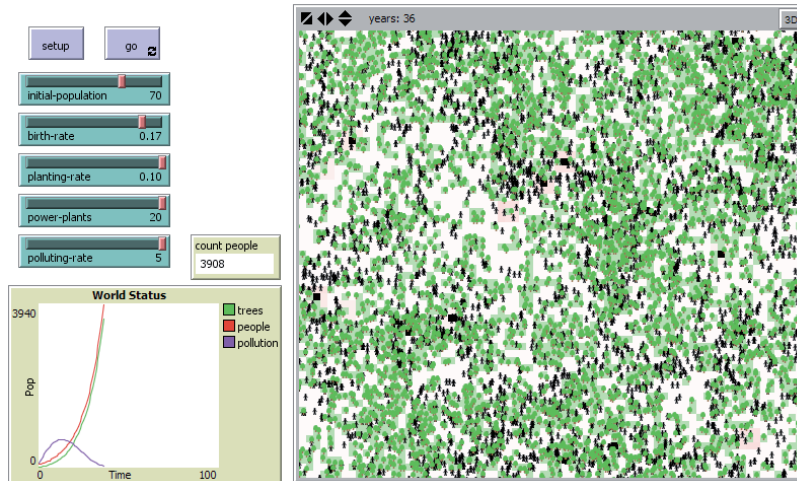 setup
go
years: 36
3D
initial-population 70
birth-rate 0.17
planting-rate 0.10
power-plants 20
polluting-rate 5
count people
3908
World Status
3940
Pop
0
0 Time 100
trees
people
pollution